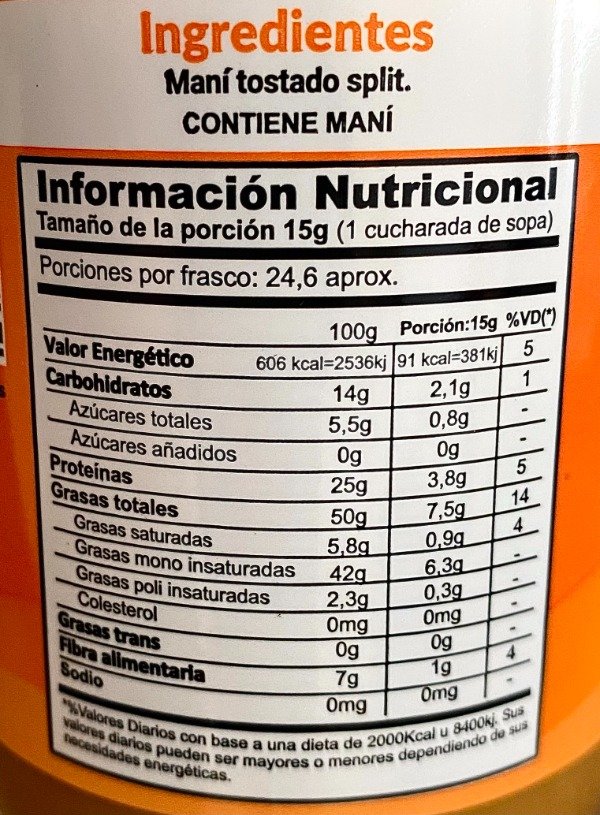 Ingredientes
Maní tostado split.
CONTIENE MANÍ
Información Nutricional
Tamaño de la porción 15g (1 cucharada de sopa)
Porciones por frasco: 24,6 aprox.
100g Porción:15g %VD(*)
Valor Energético 606 kcal=2536kj 91 kcal=381kj 5
Carbohidratos 14g 2,1g 1
Azúcares totales 5,5g 0,8g -
Azúcares añadidos 0g 0g -
Proteínas 25g 3,8g 5
Grasas totales 50g 7,5g 14
Grasas saturadas 5,8g 0,9g 4
Grasas mono insaturadas 42g 6,3g -
Grasas poli insaturadas 2,3g 0,3g -
Colesterol 0mg 0mg -
Grasas trans 0g 0g -
Fibra alimentaria 7g 1g 4
Sodio 0mg 0mg -
*%Valores Diarios con base a una dieta de 2000Kcal u 8400kj. Sus
valores diarios pueden ser mayores o menores dependiendo de sus
necesidades energéticas.